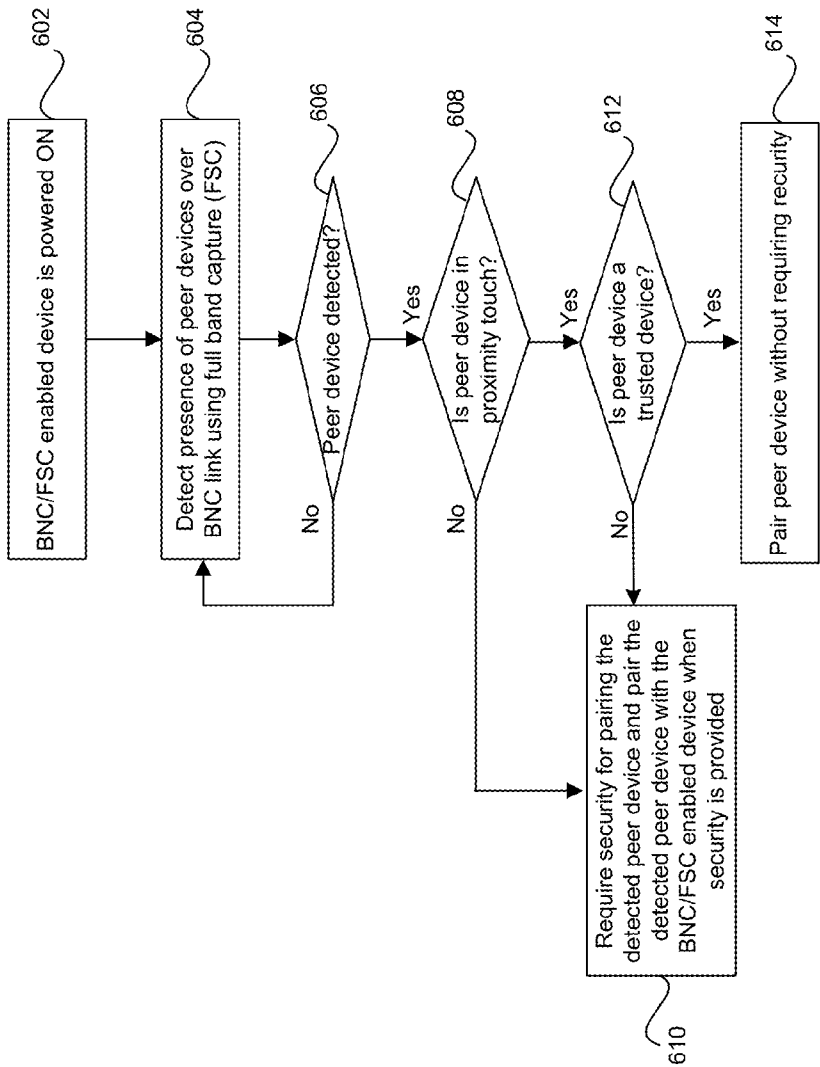 BNC/FSC enabled device is powered ON
602
Detect presence of peer devices over
BNC link using full band capture (FSC)
604
Peer device detected?
606
No
Yes
Is peer device in
proximity touch?
608
No
Yes
Is peer device a
trusted device?
612
No
Yes
Require security for pairing the
detected peer device and pair the
detected peer device with the
BNC/FSC enabled device when
security is provided
610
Pair peer device without requiring recurity
614